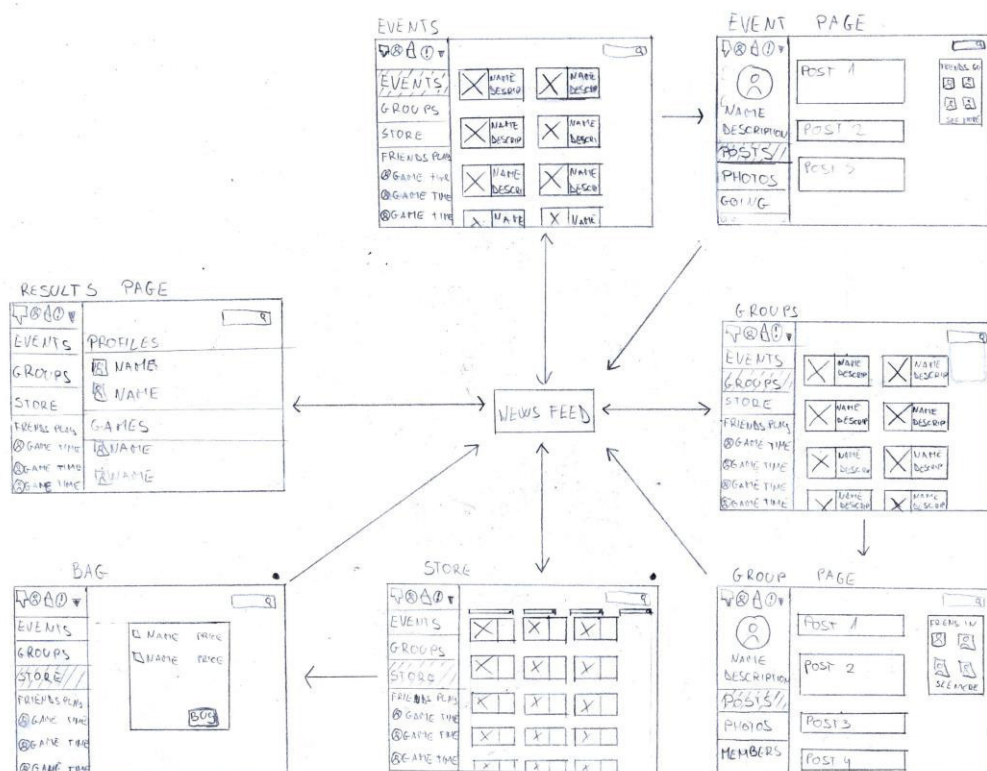 EVENTS
EVENTS
GROUPS
STORE
FRIENDS PLAY
GAME TIME
GAME TIME
GAME TIME
NAME
DESCRIP
NAME
DESCRIP
NAME
DESCRIP
NAME
DESCRI
NAME
DESCRI
NAME
DESCRI
NAME
NAME
EVENT PAGE
NAME
DESCRIPTION
POSTS
PHOTOS
GOING
POST 1
POST 2
POST 3
FRIENDS GO
SEE MORE
RESULTS PAGE
EVENTS
GROUPS
STORE
FRIENDS PLAY
GAME TIME
GAME TIME
GAME TIME
PROFILES
NAME
NAME
GAMES
NAME
NAME
NEWS FEED
GROUPS
EVENTS
GROUPS
STORE
FRIENDS PLAY
GAME TIME
GAME TIME
GAME TIME
GAME TIME
NAME
DESCRIP
NAME
DESCRIP
NAME
DESCRIP
NAME
DESCRIP
NAME
DESCRIP
NAME
DESCRIP
NAME
DESCRIP
NAME
DESCRIP
BAG
EVENTS
GROUPS
STORE
FRIENDS PLAY
GAME TIME
GAME TIME
GAME TIME
NAME PRICE
NAME PRICE
STORE
EVENTS
GROUPS
STORE
FRIENDS PLAY
GAME TIME
GAME TIME
GAME TIME
GROUP PAGE
NAME
DESCRIPTION
POSTS
PHOTOS
MEMBERS
POST 1
POST 2
POST 3
POST 4
FRIENS IN
SEE MORE